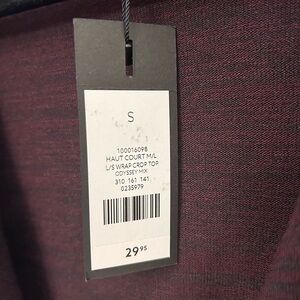 S
100016098
HAUT COURT M/L
L/S WRAP CROP TOP
ODYSSEY MIX
310 161 141
0235979
29.95